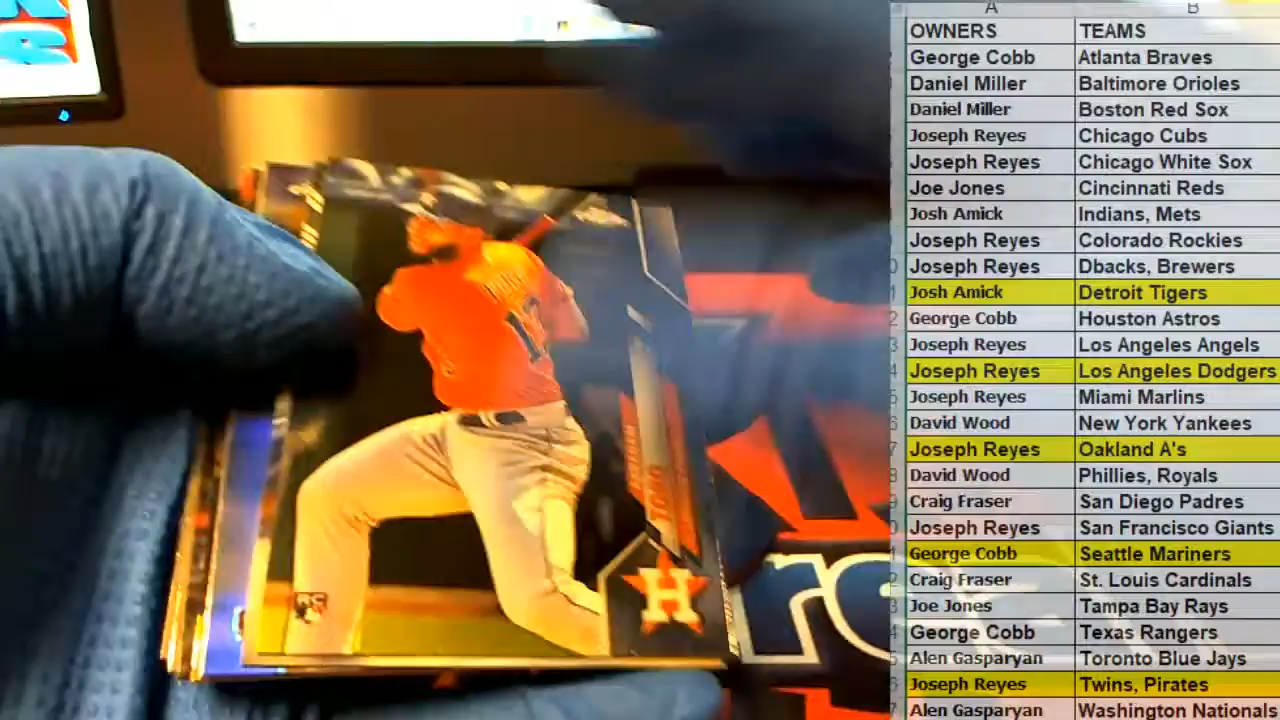 A B
OWNERS TEAMS
George Cobb Atlanta Braves
Daniel Miller Baltimore Orioles
Daniel Miller Boston Red Sox
Joseph Reyes Chicago Cubs
Joseph Reyes Chicago White Sox
Joe Jones Cincinnati Reds
Josh Amick Indians, Mets
Joseph Reyes Colorado Rockies
Joseph Reyes Dbacks, Brewers
Josh Amick Detroit Tigers
George Cobb Houston Astros
Joseph Reyes Los Angeles Angels
Joseph Reyes Los Angeles Dodgers
Joseph Reyes Miami Marlins
David Wood New York Yankees
Joseph Reyes Oakland A's
David Wood Phillies, Royals
Craig Fraser San Diego Padres
Joseph Reyes San Francisco Giants
George Cobb Seattle Mariners
Craig Fraser St. Louis Cardinals
Joe Jones Tampa Bay Rays
George Cobb Texas Rangers
Alen Gasparyan Toronto Blue Jays
Joseph Reyes Twins, Pirates
Alen Gasparyan Washington Nationals
H
RC